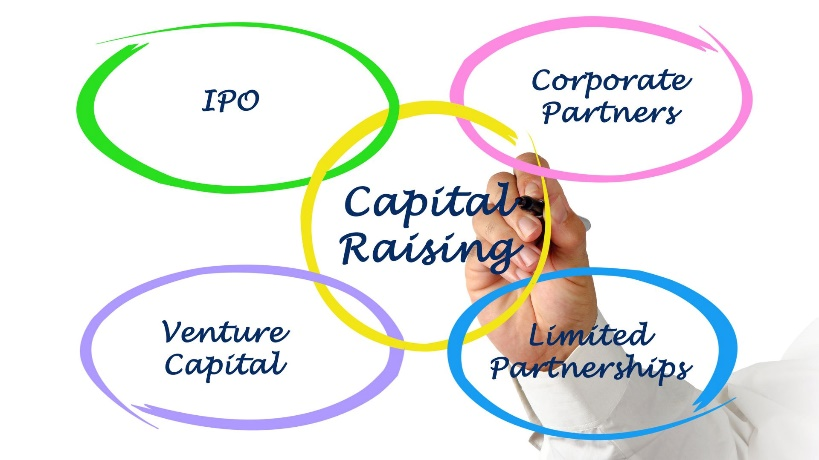 IPO
Corporate
Partners
Capital
Raising
Venture
Capital
Limited
Partnerships